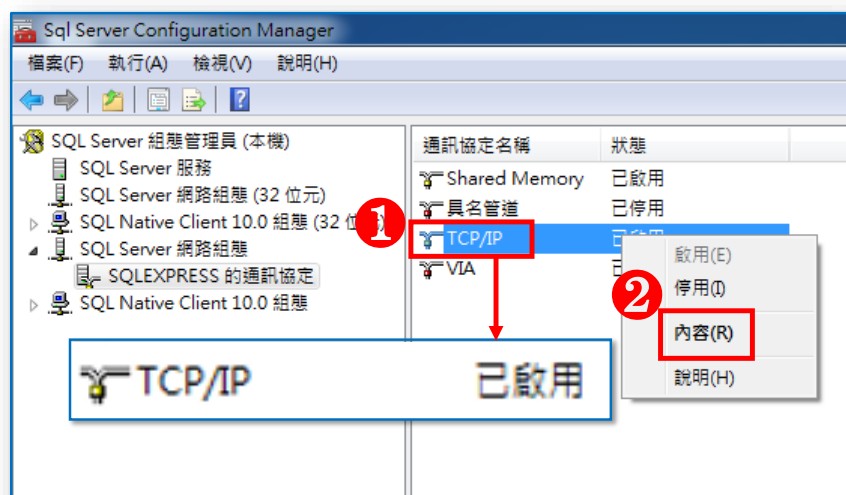 Sql Server Configuration Manager
檔案(F) 執行(A) 檢視(V) 說明(H)
SQL Server 組態管理員 (本機)
SQL Server 服務
SQL Server 網路組態 (32 位元)
SQL Native Client 10.0 組態 (32
SQL Server 網路組態
SQLEXPRESS 的通訊協定
SQL Native Client 10.0 組態
通訊協定名稱 狀態
Shared Memory 已啟用
具名管道 已停用
1
TCP/IP
VIA
啟用(E)
停用(I)
2
內容(R)
說明(H)
TCP/IP 已啟用